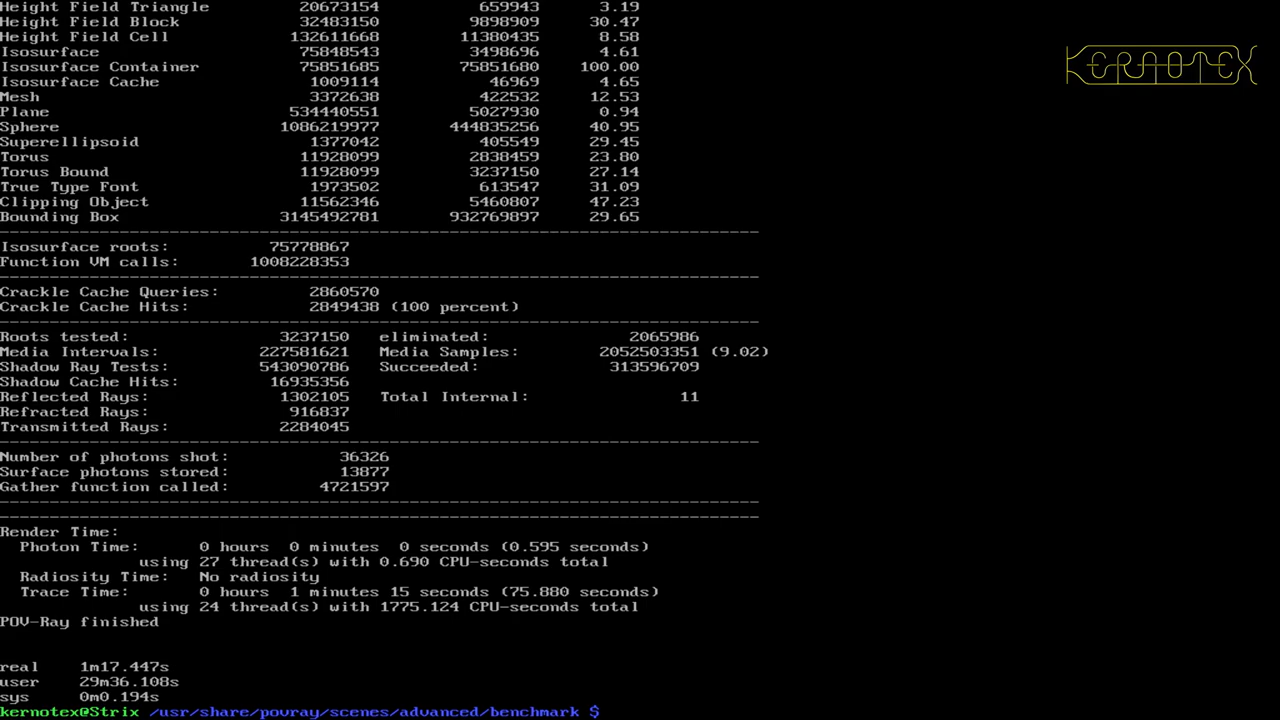 Height Field Triangle 20673154 659943 3.19
Height Field Block 32483150 9898909 30.47
Height Field Cell 132611668 11380435 8.58
Isosurface 75848543 3498696 4.61
Isosurface Container 75851685 75851680 100.00
Isosurface Cache 1009114 46969 4.65
Mesh 3372638 422532 12.53
Plane 534440551 5027930 0.94
Sphere 1086219977 444835256 40.95
Superellipsoid 1377042 405549 29.45
Torus 11928099 2838459 23.80
Torus Bound 11928099 3237150 27.14
True Type Font 1973502 613547 31.09
Clipping Object 11562346 5460807 47.23
Bounding Box 3145492781 932769897 29.65
----------------------------------------------------------------------------
Isosurface roots: 75778867
Function VM calls: 1008228353
----------------------------------------------------------------------------
Crackle Cache Queries: 2860570
Crackle Cache Hits: 2849438 (100 percent)
----------------------------------------------------------------------------
Roots tested: 3237150 eliminated: 2065986
Media Intervals: 227581621 Media Samples: 2052503351 (9.02)
Shadow Ray Tests: 543090786 Succeeded: 313596709
Shadow Cache Hits: 16935356
Reflected Rays: 1302105 Total Internal: 11
Refracted Rays: 916837
Transmitted Rays: 2284045
----------------------------------------------------------------------------
Number of photons shot: 36326
Surface photons stored: 13877
Gather function called: 4721597
----------------------------------------------------------------------------
----------------------------------------------------------------------------
Render Time:
Photon Time: 0 hours 0 minutes 0 seconds (0.595 seconds)
using 27 thread(s) with 0.690 CPU-seconds total
Radiosity Time: No radiosity
Trace Time: 0 hours 1 minutes 15 seconds (75.880 seconds)
using 24 thread(s) with 1775.124 CPU-seconds total
POV-Ray finished
real 1m17.447s
user 29m36.108s
sys 0m0.194s
kernotex@Strix /usr/share/povray/scenes/advanced/benchmark $
KERNOTEX